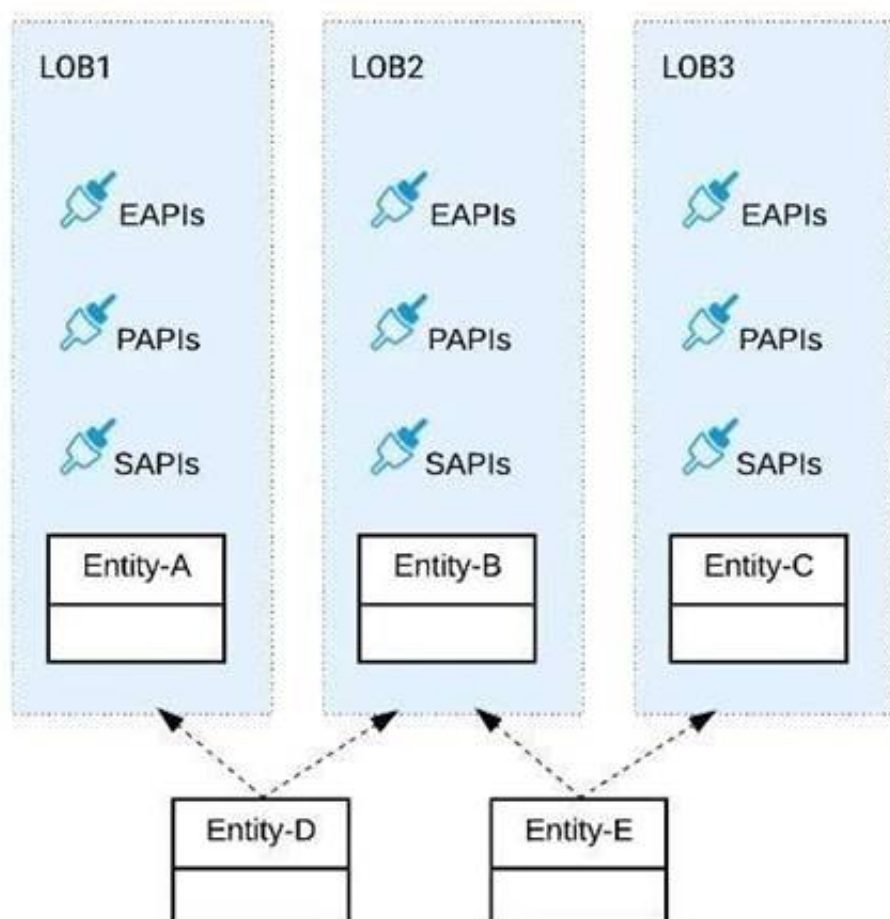 LOB1
LOB2
LOB3
EAPIs
EAPIs
EAPIs
PAPIs
PAPIs
PAPIs
SAPIs
SAPIs
SAPIs
Entity-A
Entity-B
Entity-C
Entity-D
Entity-E